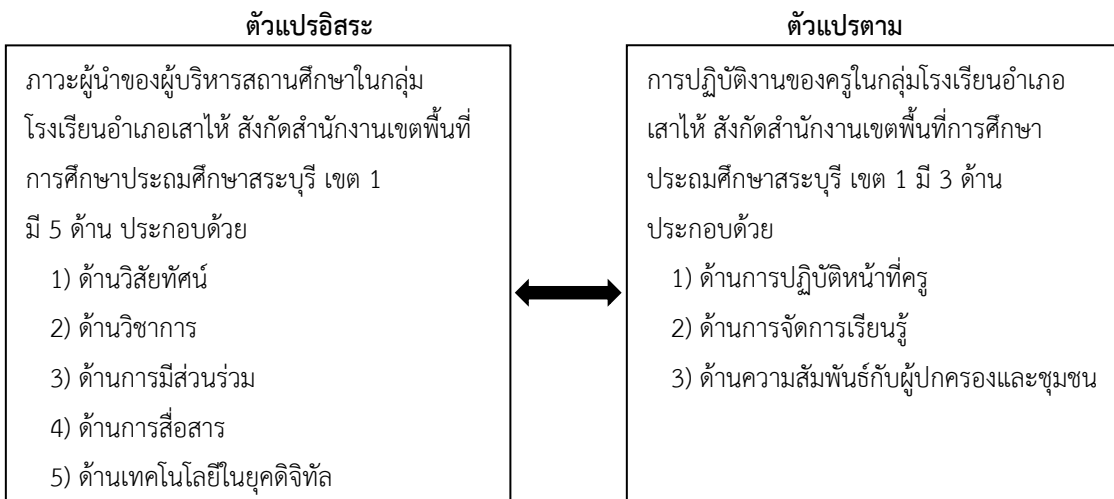 ตัวแปรอิสระ
ภาวะผู้นำของผู้บริหารสถานศึกษาในกลุ่ม
โรงเรียนอำเภอเสาไห้ สังกัดสำนักงานเขตพื้นที่
การศึกษาประถมศึกษาสระบุรี เขต 1
มี 5 ด้าน ประกอบด้วย
1) ด้านวิสัยทัศน์
2) ด้านวิชาการ
3) ด้านการมีส่วนร่วม
4) ด้านการสื่อสาร
5) ด้านเทคโนโลยีในยุคดิจิทัล
ตัวแปรตาม
การปฏิบัติงานของครูในกลุ่มโรงเรียนอำเภอ
เสาไห้ สังกัดสำนักงานเขตพื้นที่การศึกษา
ประถมศึกษาสระบุรี เขต 1 มี 3 ด้าน
ประกอบด้วย
1) ด้านการปฏิบัติหน้าที่ครู
2) ด้านการจัดการเรียนรู้
3) ด้านความสัมพันธ์กับผู้ปกครองและชุมชน